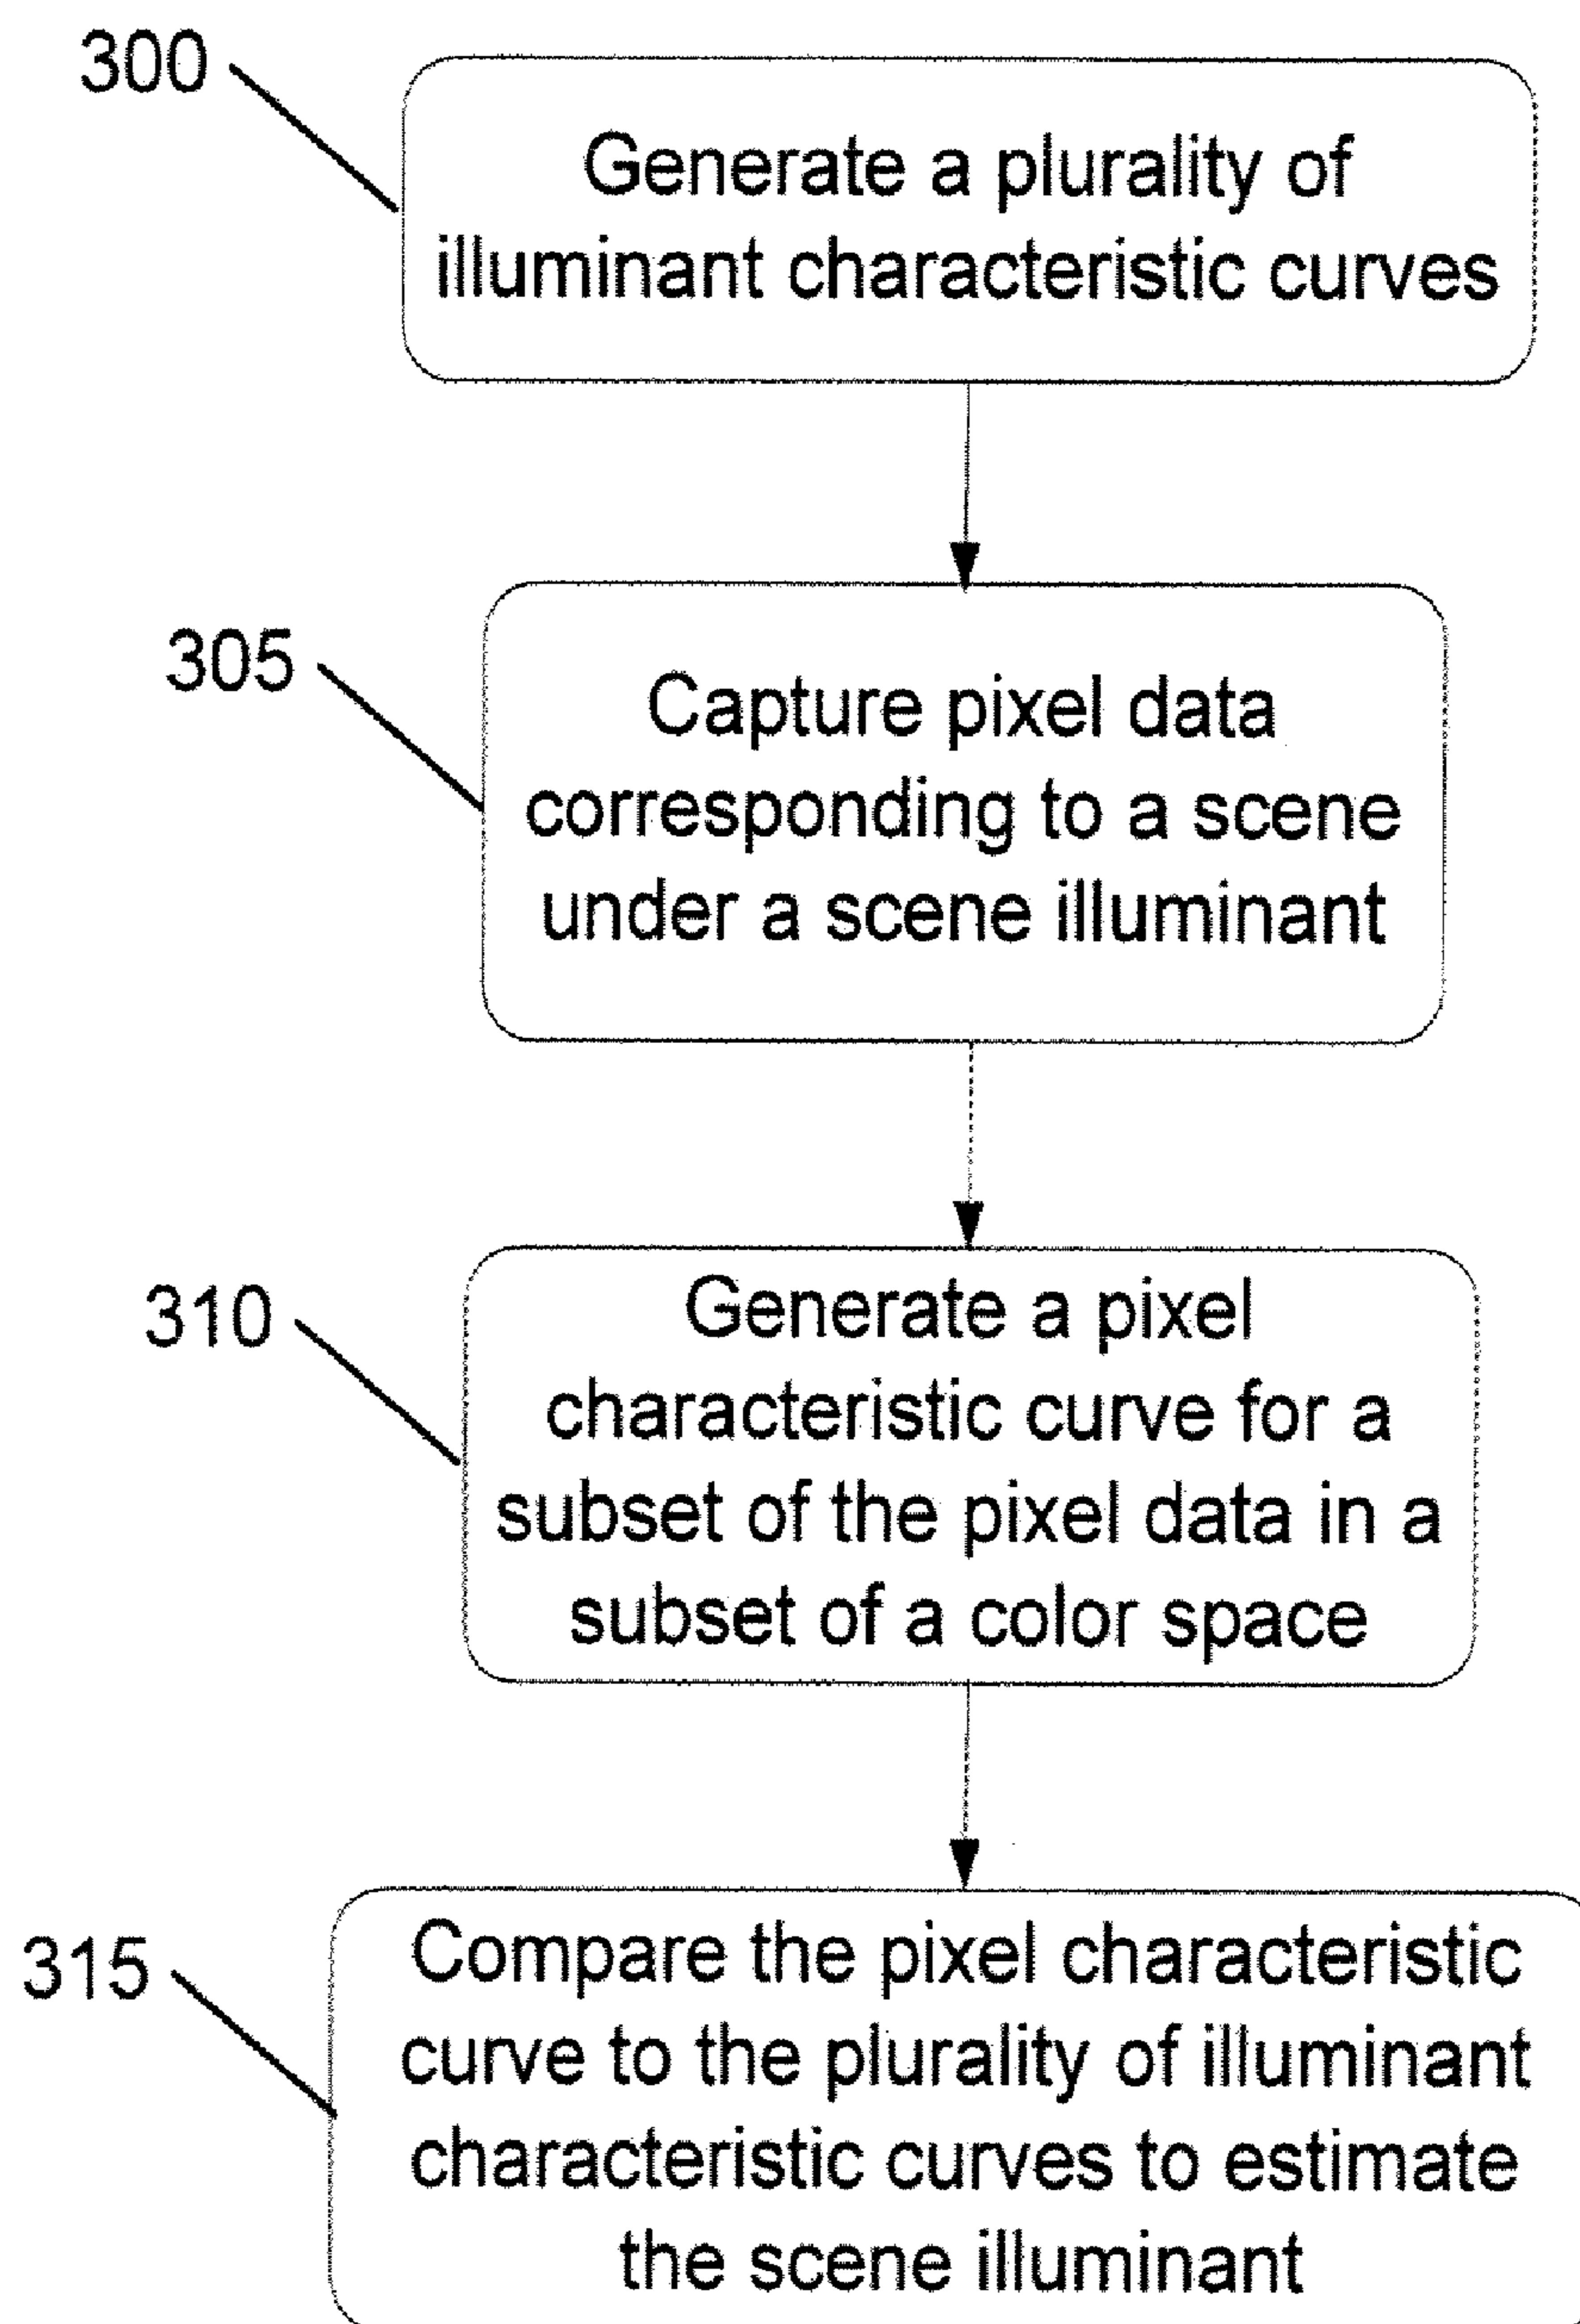 300
Generate a plurality of
illuminant characteristic curves
305
Capture pixel data
corresponding to a scene
under a scene illuminant
310
Generate a pixel
characteristic curve for a
subset of the pixel data in a
subset of a color space
315
Compare the pixel characteristic
curve to the plurality of illuminant
characteristic curves to estimate
the scene illuminant